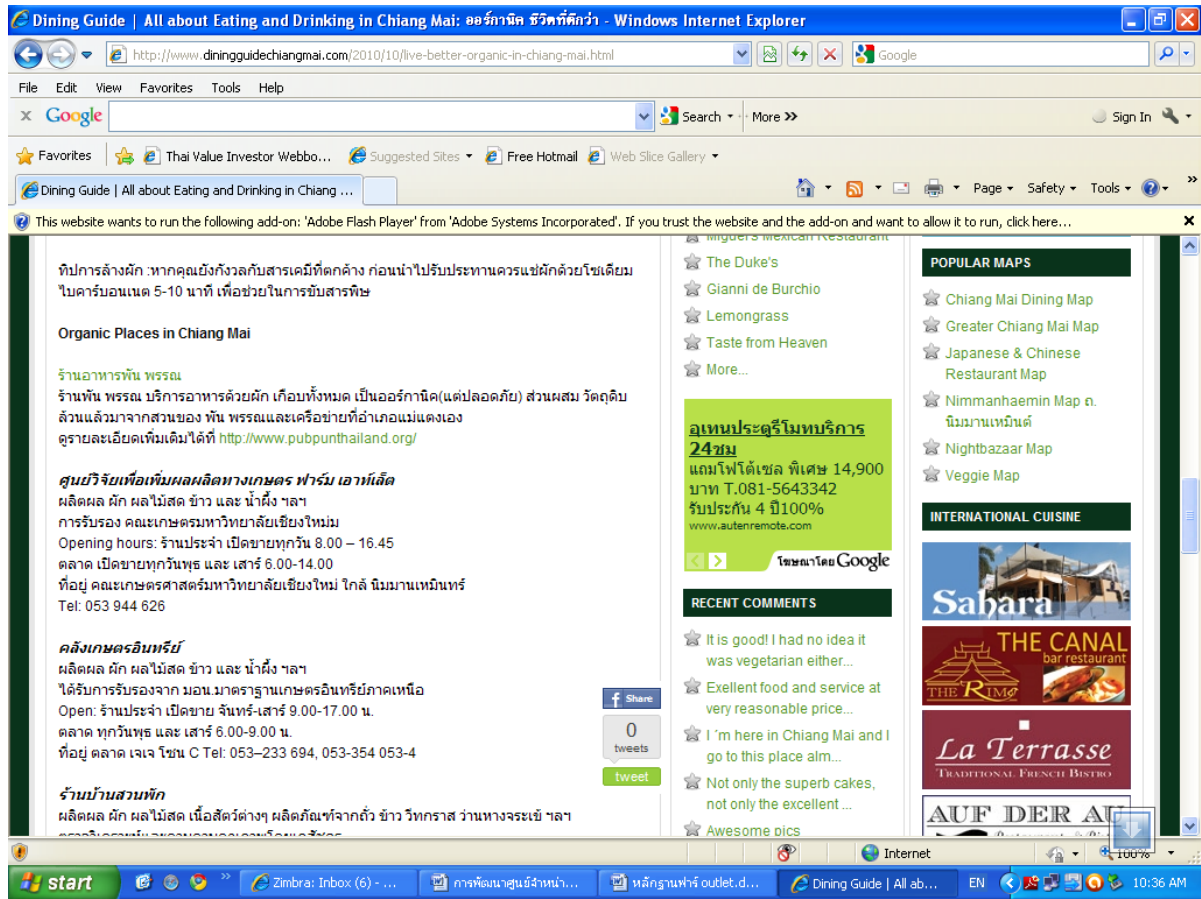 Dining Guide | All about Eating and Drinking in Chiang Mai: ออร์กานิค ชีวิตที่ดีกว่า - Windows Internet Explorer
http://www.diningguidechiangmai.com/2010/10/live-better-organic-in-chiang-mai.html
Google
File Edit View Favorites Tools Help
x Google Search More >> Sign In
Favorites Thai Value Investor Webbo... Suggested Sites Free Hotmail Web Slice Gallery
Dining Guide | All about Eating and Drinking in Chiang ... Page Safety Tools
This website wants to run the following add-on: 'Adobe Flash Player' from 'Adobe Systems Incorporated'. If you trust the website and the add-on and want to allow it to run, click here...
ทิปการล้างผัก :หากคุณยังกังวลกับสารเคมีที่ตกค้าง ก่อนนำไปรับประทานควรแช่ผักด้วยโซเดียม
ไบคาร์บอนเนต 5-10 นาที เพื่อช่วยในการขับสารพิษ
Organic Places in Chiang Mai
ร้านอาหารพัน พรรณ
ร้านพัน พรรณ บริการอาหารด้วยผัก เกือบทั้งหมด เป็นออร์กานิค(แต่ปลอดภัย) ส่วนผสม วัตถุดิบ
ล้วนแล้วมาจากสวนของ พัน พรรณและเครือข่ายที่อำเภอแม่แตงเอง
ดูรายละเอียดเพิ่มเติมได้ที่ http://www.pubpunthailand.org/
ศูนย์วิจัยเพื่อเพิ่มผลผลิตทางเกษตร ฟาร์ม เอาท์เล็ต
ผลิตผล ผัก ผลไม้สด ข้าว และ น้ำผึ้ง ฯลฯ
การรับรอง คณะเกษตรมหาวิทยาลัยเชียงใหม่ม
Opening hours: ร้านประจำ เปิดขายทุกวัน 8.00 – 16.45
ตลาด เปิดขายทุกวันพุธ และ เสาร์ 6.00-14.00
ที่อยู่ คณะเกษตรศาสตร์มหาวิทยาลัยเชียงใหม่ ใกล้ นิมมานเหมินทร์
Tel: 053 944 626
คลังเกษตรอินทรีย์
ผลิตผล ผัก ผลไม้สด ข้าว และ น้ำผึ้ง ฯลฯ
ได้รับการรับรองจาก มอน.มาตราฐานเกษตรอินทรีย์ภาคเหนือ
Open: ร้านประจำ เปิดขาย จันทร์-เสาร์ 9.00-17.00 น.
ตลาด ทุกวันพุธ และ เสาร์ 6.00-9.00 น.
ที่อยู่ ตลาด เจเจ โซน C Tel: 053–233 694, 053-354 053-4
ร้านบ้านสวนพัก
ผลิตผล ผัก ผลไม้สด เนื้อสัตว์ต่างๆ ผลิตภัณฑ์จากถั่ว ข้าว วีทกราส ว่านหางจระเข้ ฯลฯ
Share
0
tweets
tweet
Miguel's Mexican Restaurant
The Duke's
Gianni de Burchio
Lemongrass
Taste from Heaven
More...
อุเทนประตูรีโมทบริการ
24ชม
แถมโฟโต้เซล พิเศษ 14,900
บาท T.081-5643342
รับประกัน 4 ปี100%
www.autenremote.com
โฆษณาโดย Google
RECENT COMMENTS
It is good! I had no idea it
was vegetarian either...
Exellent food and service at
very reasonable price...
I ´m here in Chiang Mai and I
go to this place alm...
Not only the superb cakes,
not only the excellent ...
Awesome pics
POPULAR MAPS
Chiang Mai Dining Map
Greater Chiang Mai Map
Japanese & Chinese
Restaurant Map
Nimmanhaemin Map ถ.
นิมมานเหมินต์
Nightbazaar Map
Veggie Map
INTERNATIONAL CUISINE
Sahara
THE CANAL
bar restaurant
THE RIM
La Terrasse
TRADITIONAL FRENCH BISTRO
AUF DER AU
Internet 100%
start Zimbra: Inbox (6) - ... การพัฒนาศูนย์จำหน่า... หลักฐานฟาร์ outlet.d... Dining Guide | All ab... EN 10:36 AM